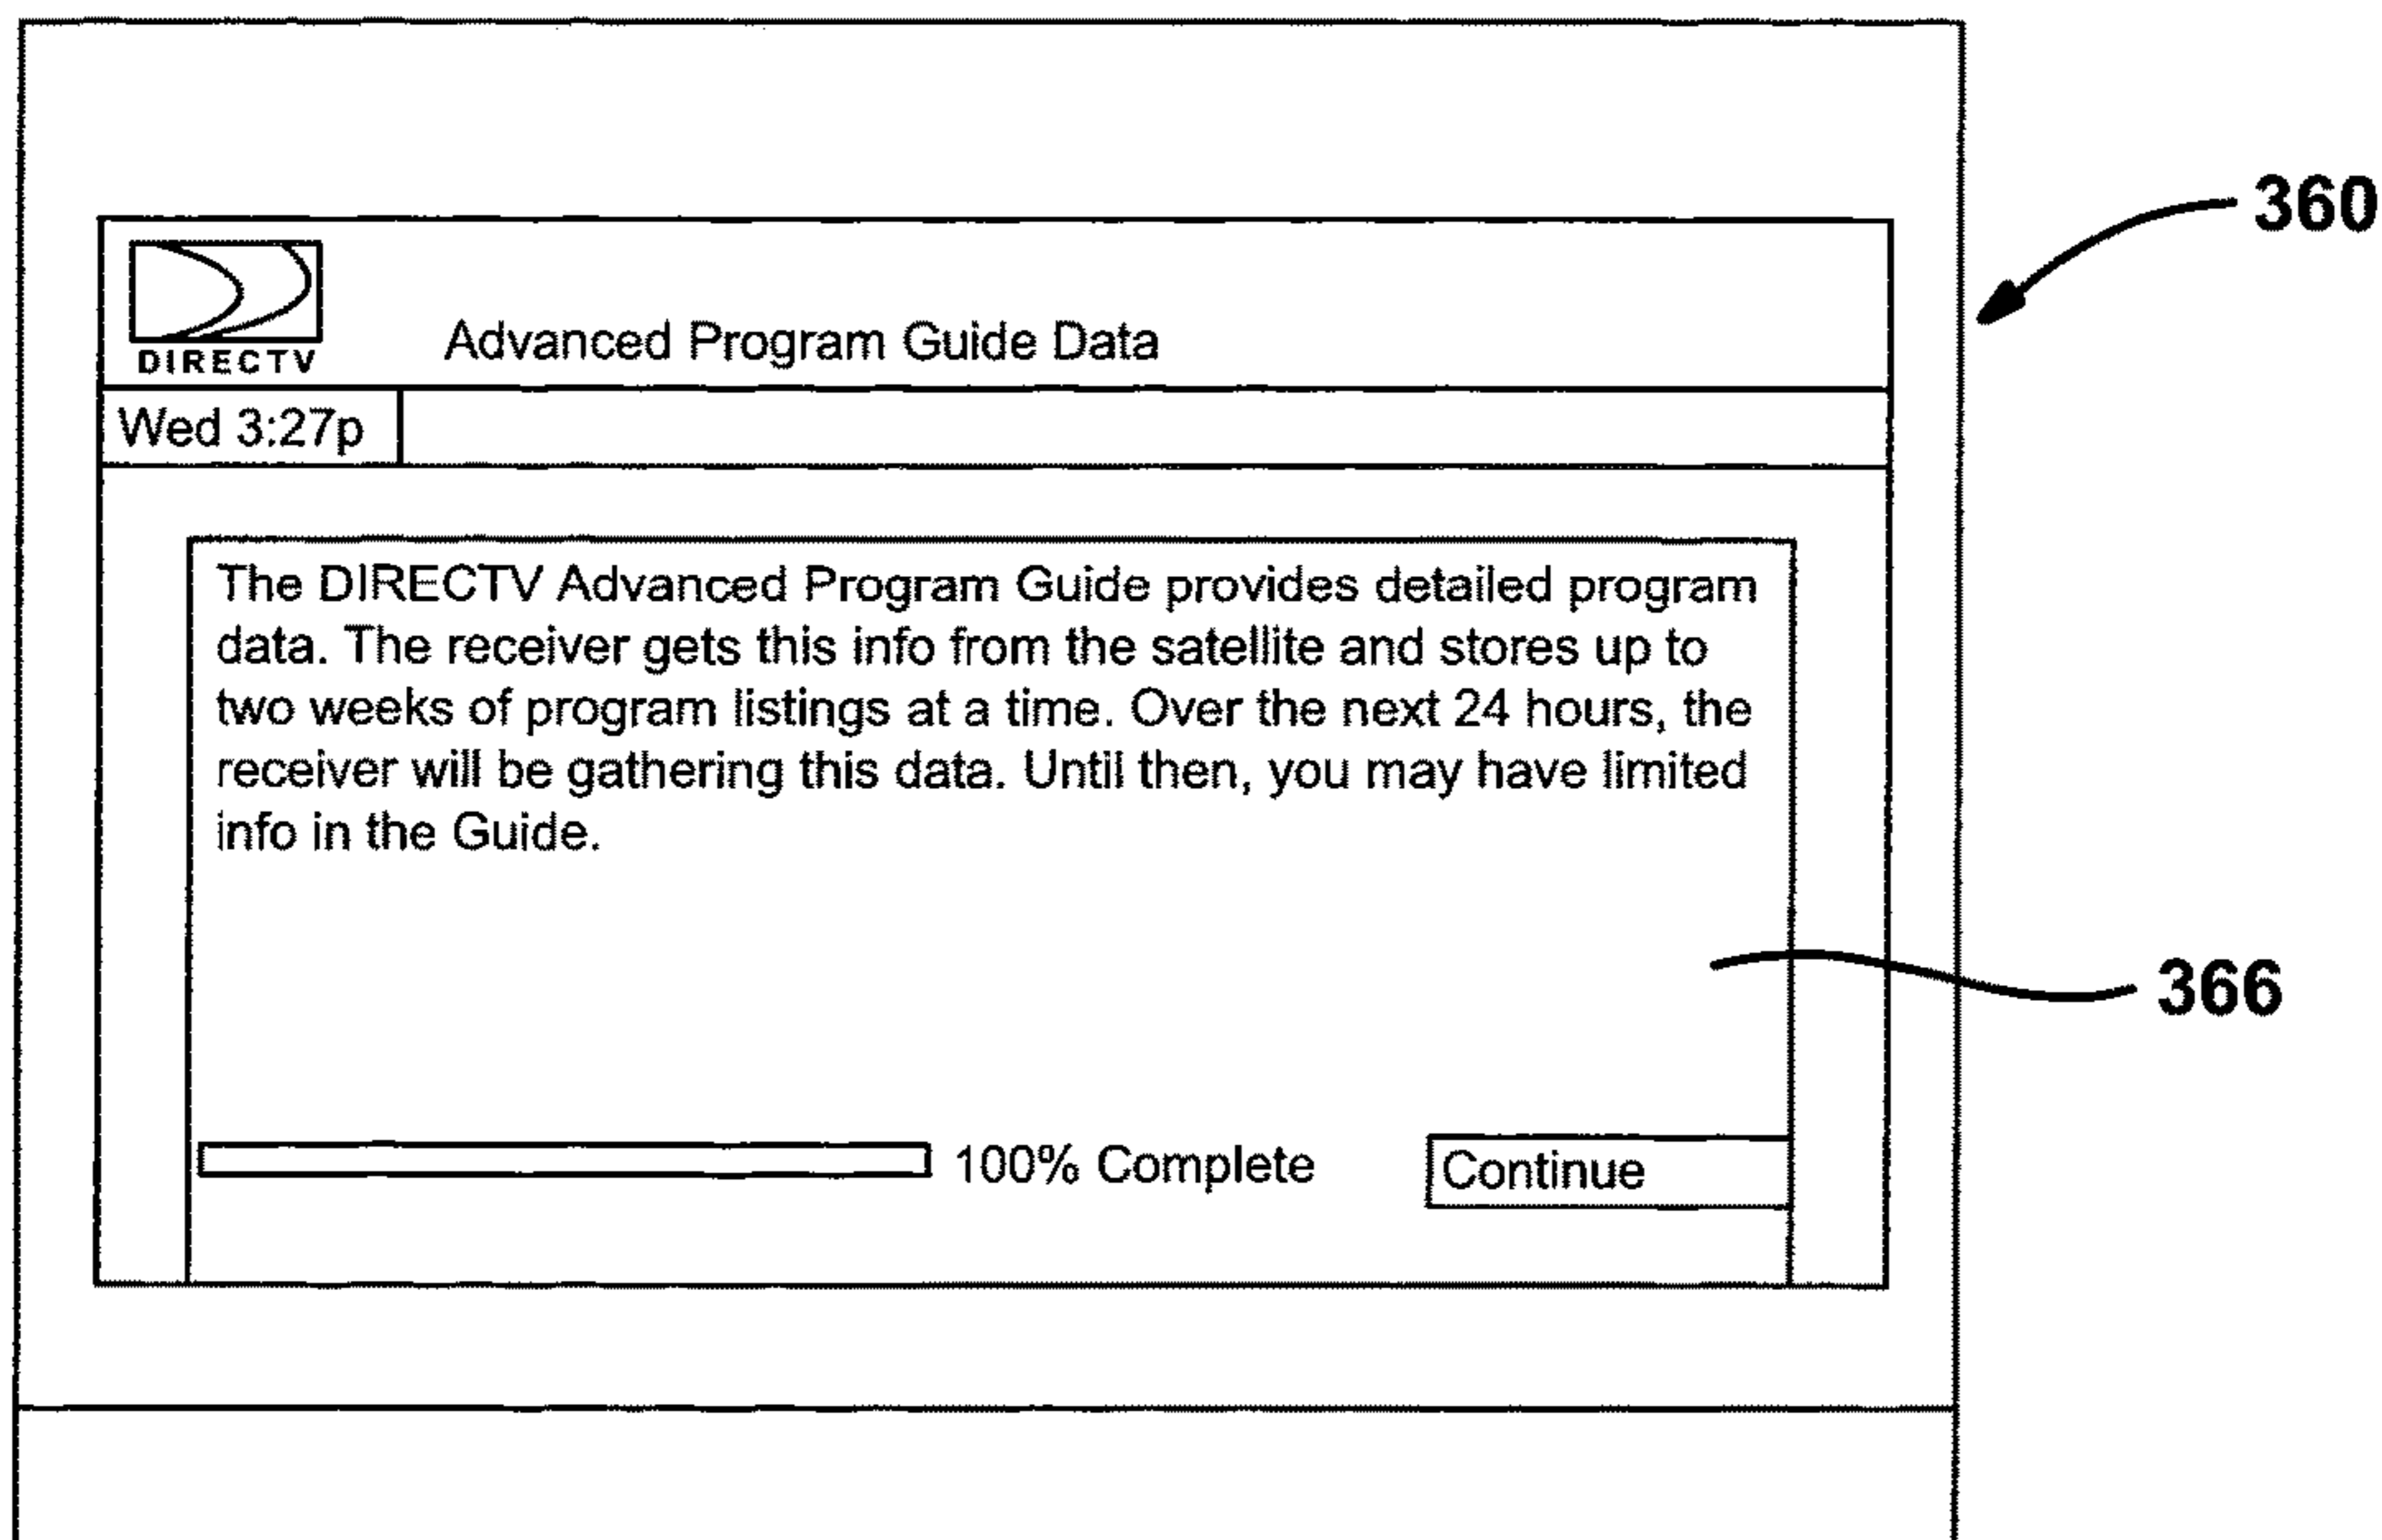 360
DIRECTV
Advanced Program Guide Data
Wed 3:27p
The DIRECTV Advanced Program Guide provides detailed program
data. The receiver gets this info from the satellite and stores up to
two weeks of program listings at a time. Over the next 24 hours, the
receiver will be gathering this data. Until then, you may have limited
info in the Guide.
366
100% Complete
Continue